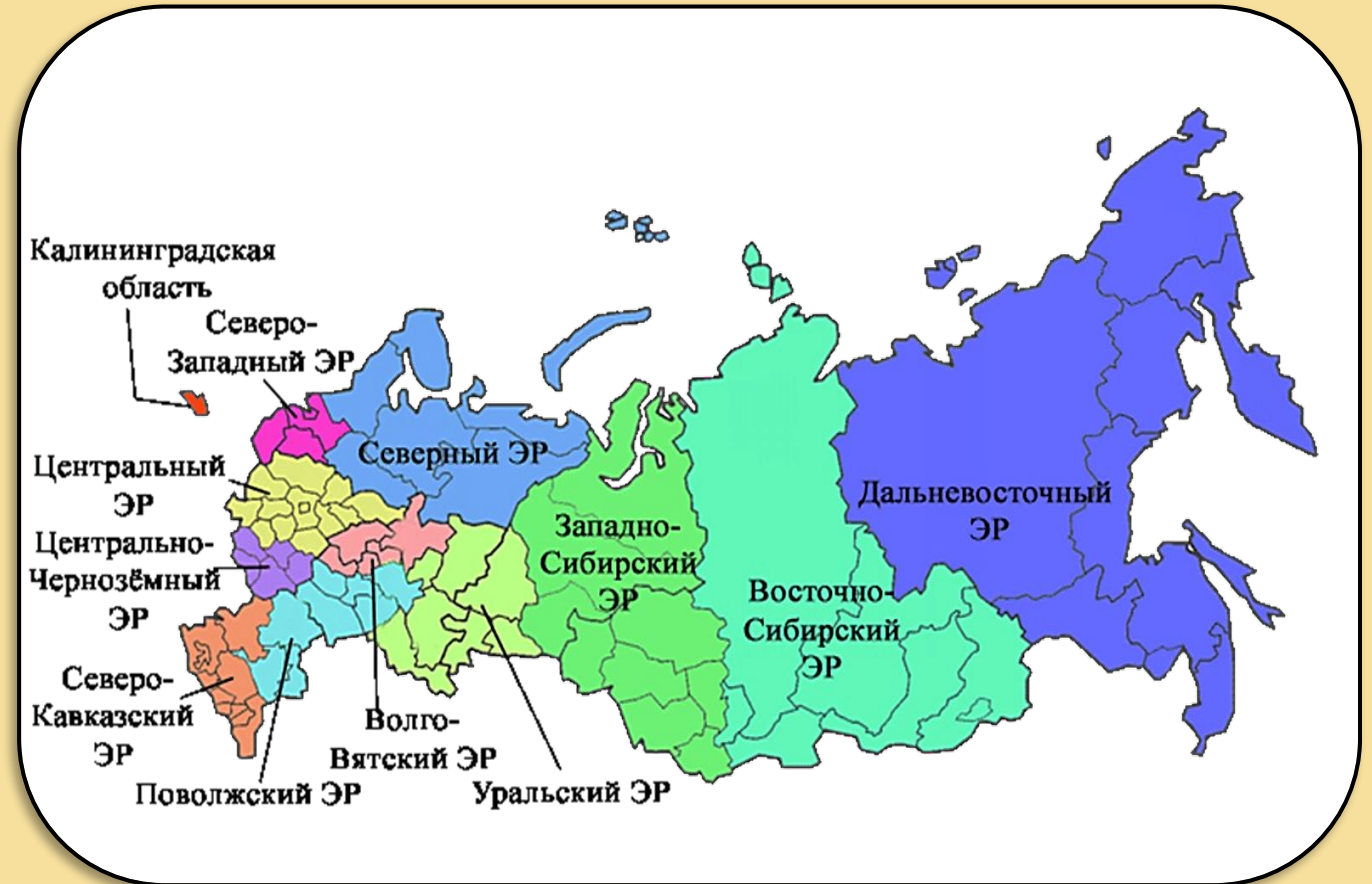 Калининградская
область
Северо-
Западный ЭР
Северный ЭР
Центральный
ЭР
Центрально-
Чернозёмный
ЭР
Северо-
Кавказский
ЭР
Поволжский ЭР
Волго-
Вятский ЭР
Уральский ЭР
Западно-
Сибирский
ЭР
Восточно-
Сибирский
ЭР
Дальневосточный
ЭР